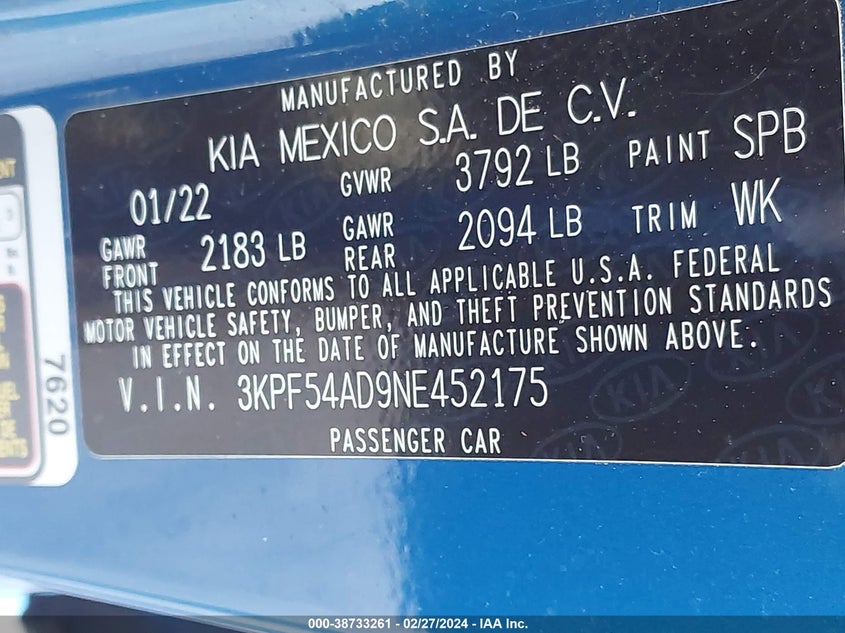 MANUFACTURED BY
KIA MEXICO S.A. DE C.V.
01/22 GVWR 3792 LB PAINT SPB
GAWR FRONT 2183 LB GAWR REAR 2094 LB TRIM WK
THIS VEHICLE CONFORMS TO ALL APPLICABLE U.S.A. FEDERAL
MOTOR VEHICLE SAFETY, BUMPER, AND THEFT PREVENTION STANDARDS
IN EFFECT ON THE DATE OF MANUFACTURE SHOWN ABOVE.
V.I.N. 3KPF54AD9NE452175
PASSENGER CAR
7620
KIA
000-38733261 - 02/27/2024 - IAA Inc.